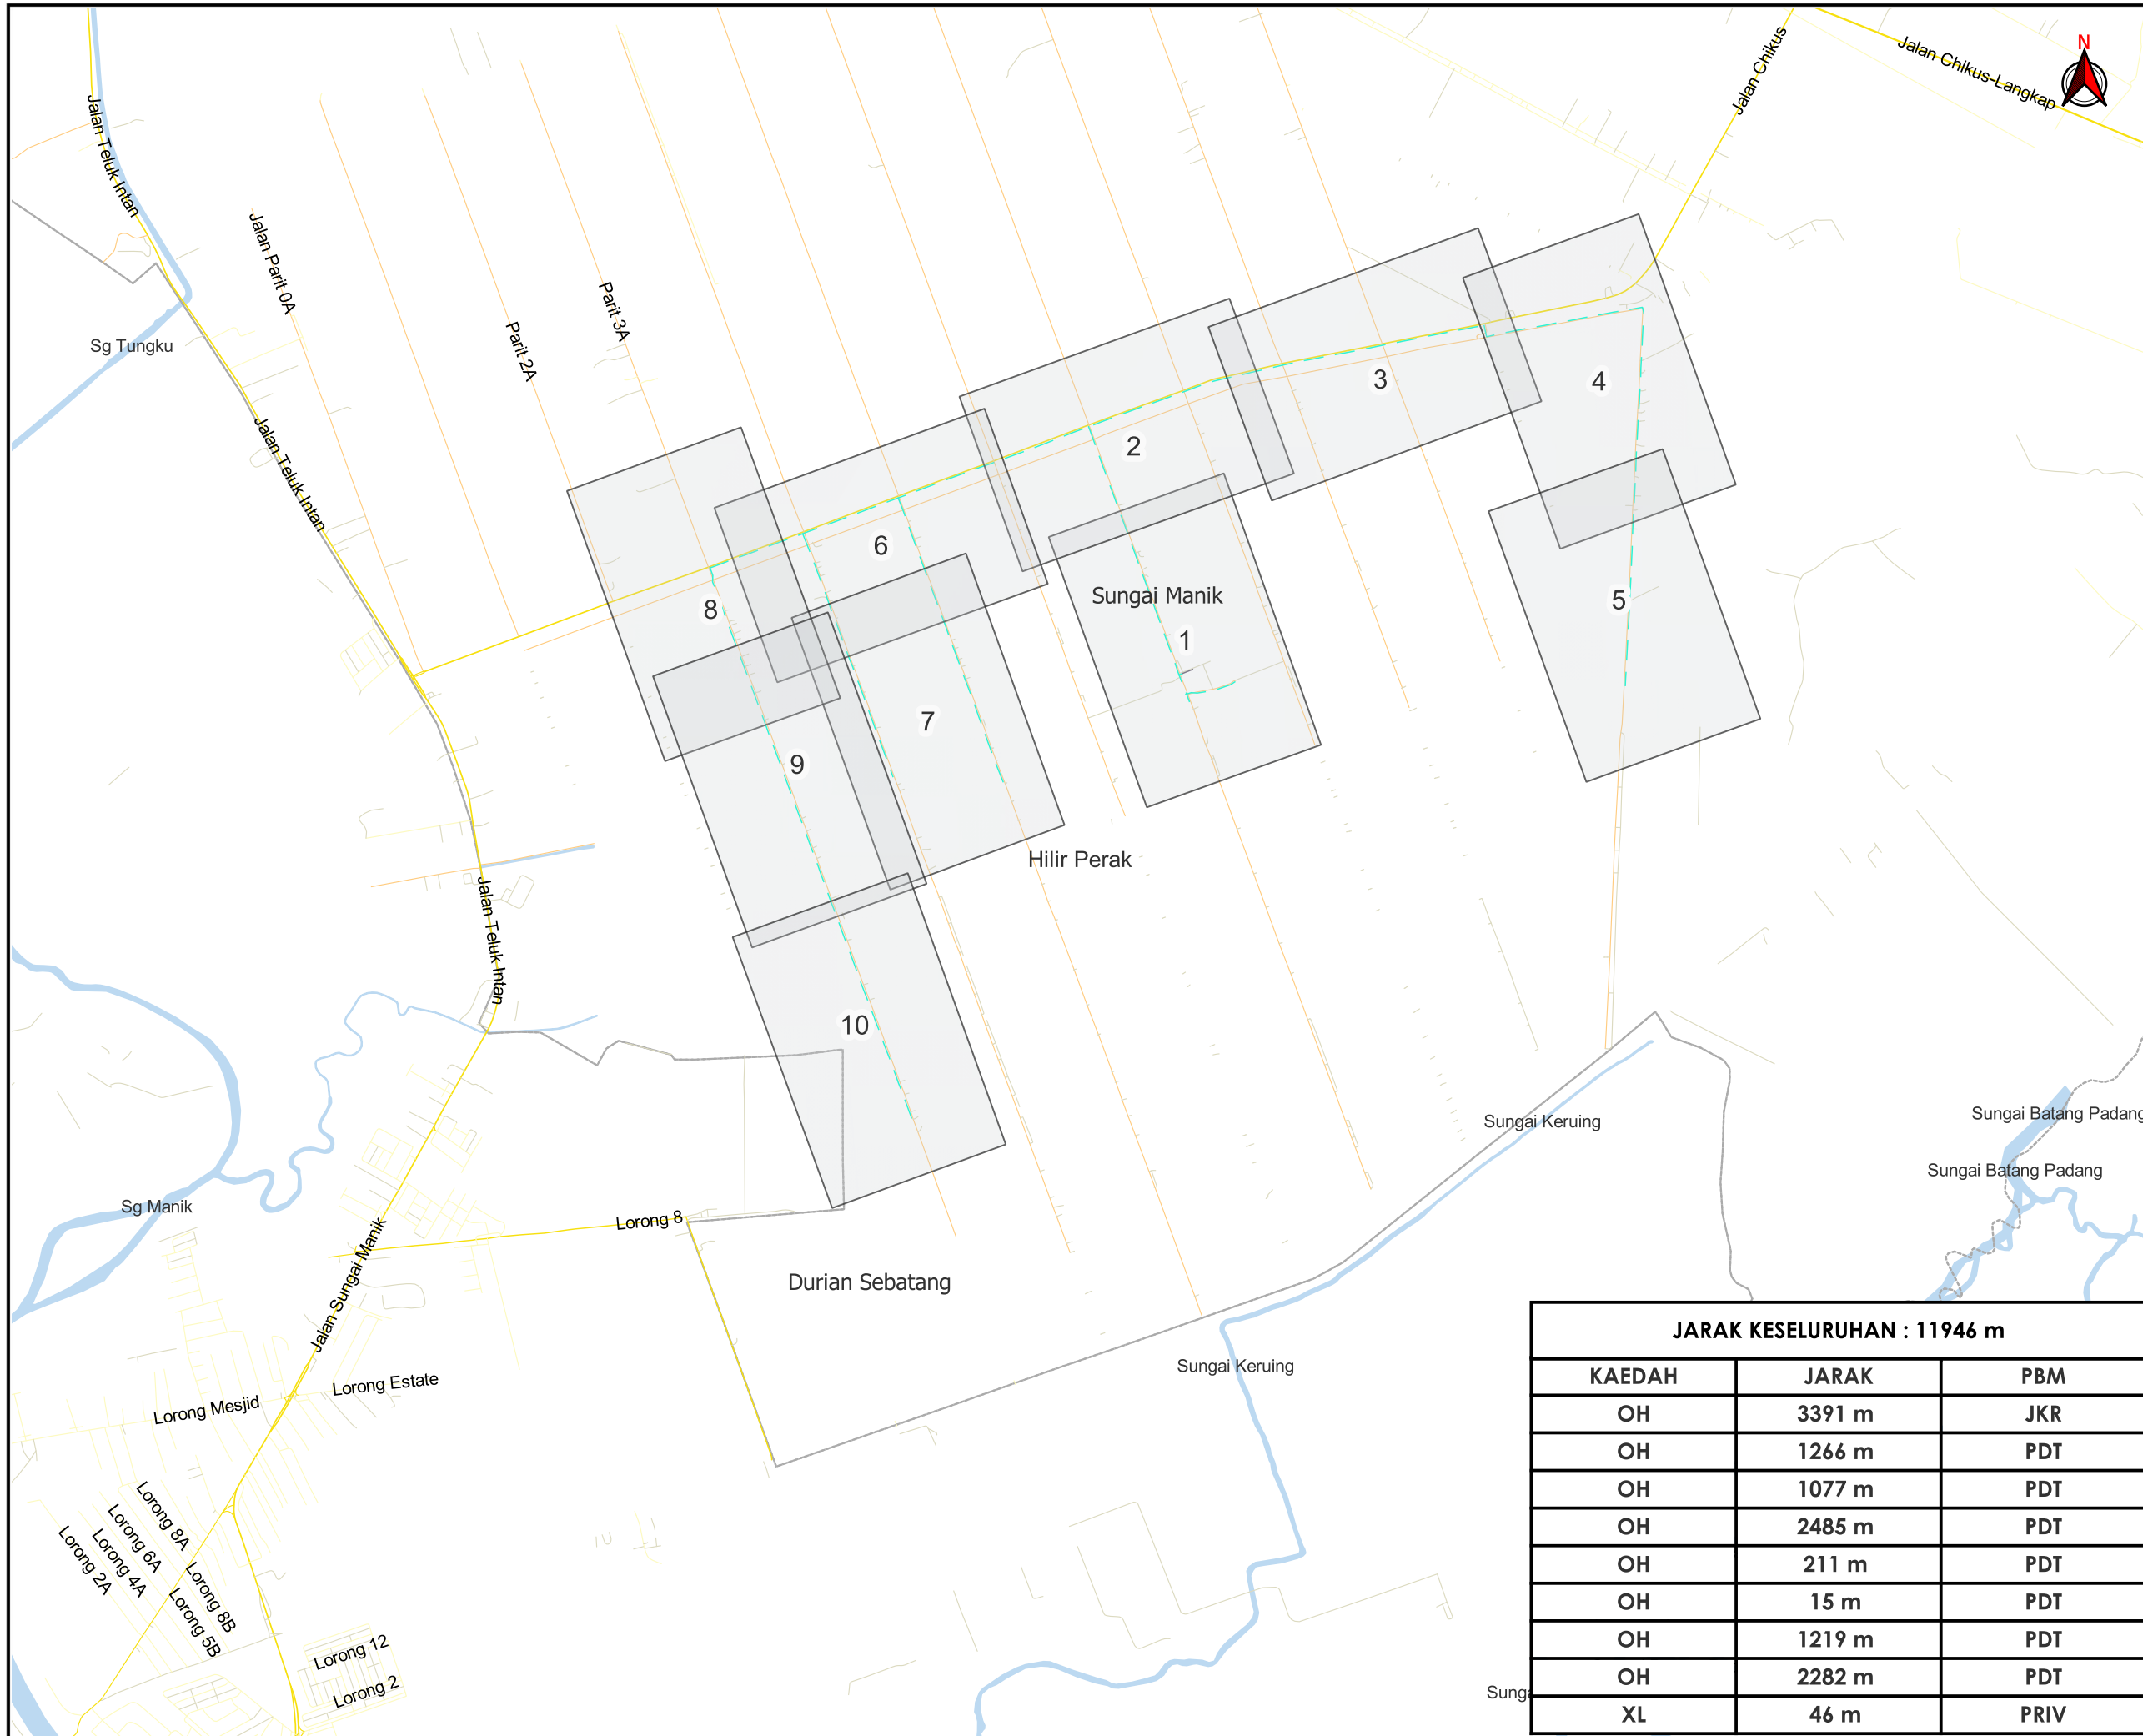 N
Jalan Chikus
Jalan Chikus-Langkap
Jalan Teluk Intan
Jalan Parit 0A
Parit 3A
Parit 2A
Sg Tungku
3
4
2
Jalan Teluk Intan
6
8
Sungai Manik
5
1
7
9
Hilir Perak
Jalan Teluk Intan
10
Sungai Keruing
Sungai Batang Padang
Sungai Batang Padang
Sg Manik
Lorong 8
Jalan Sungai Manik
Durian Sebatang
Sungai Keruing
Lorong Estate
Lorong Mesjid
Lorong 8A
Lorong 6A
Lorong 4A
Lorong 2A
Lorong 8B
Lorong 5B
Lorong 12
Lorong 2
JARAK KESELURUHAN : 11946 m
KAEDAH JARAK PBM
OH 3391 m JKR
OH 1266 m PDT
OH 1077 m PDT
OH 2485 m PDT
OH 211 m PDT
OH 15 m PDT
OH 1219 m PDT
OH 2282 m PDT
XL 46 m PRIV